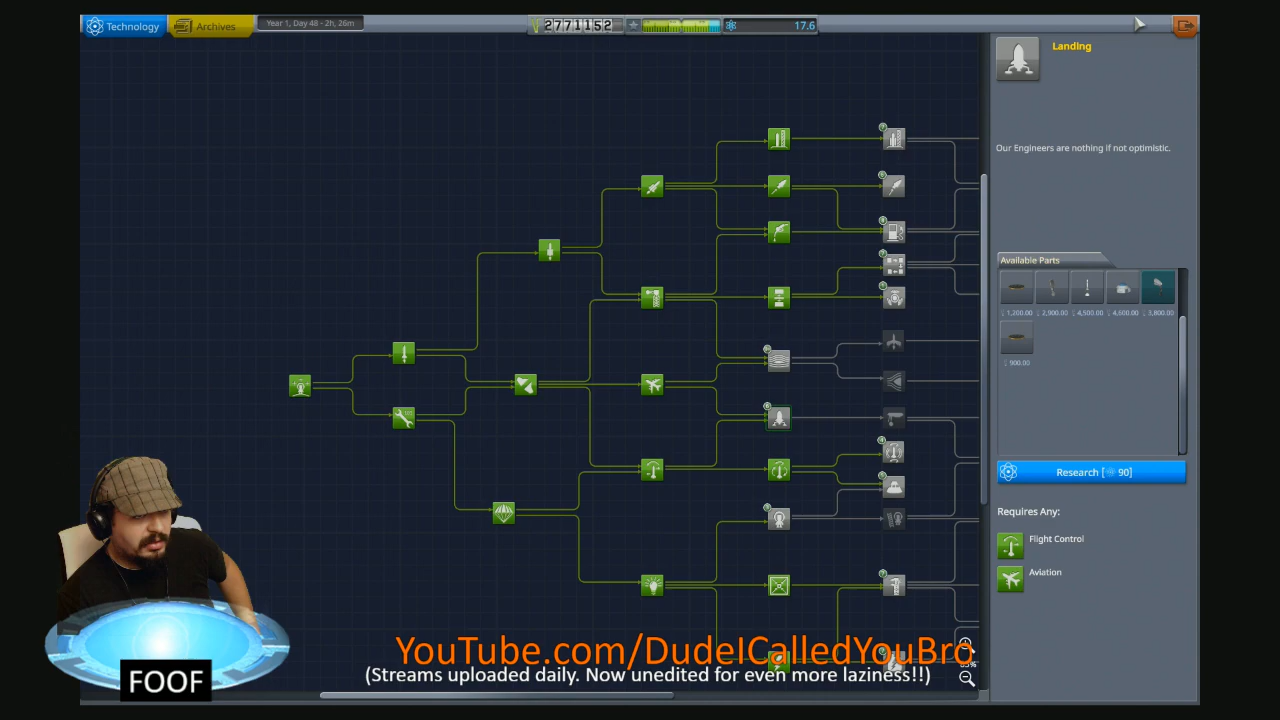 Technology
Archives
Year 1, Day 48 - 2h, 26m
2771152
17.6
Landing
Our Engineers are nothing if not optimistic.
Available Parts
1,200.00
2,900.00
4,500.00
4,600.00
3,800.00
900.00
Research [ 90]
Requires Any:
Flight Control
Aviation
YouTube.com/DudeICalledYouBro
(Streams uploaded daily. Now unedited for even more laziness!!)
FOOF